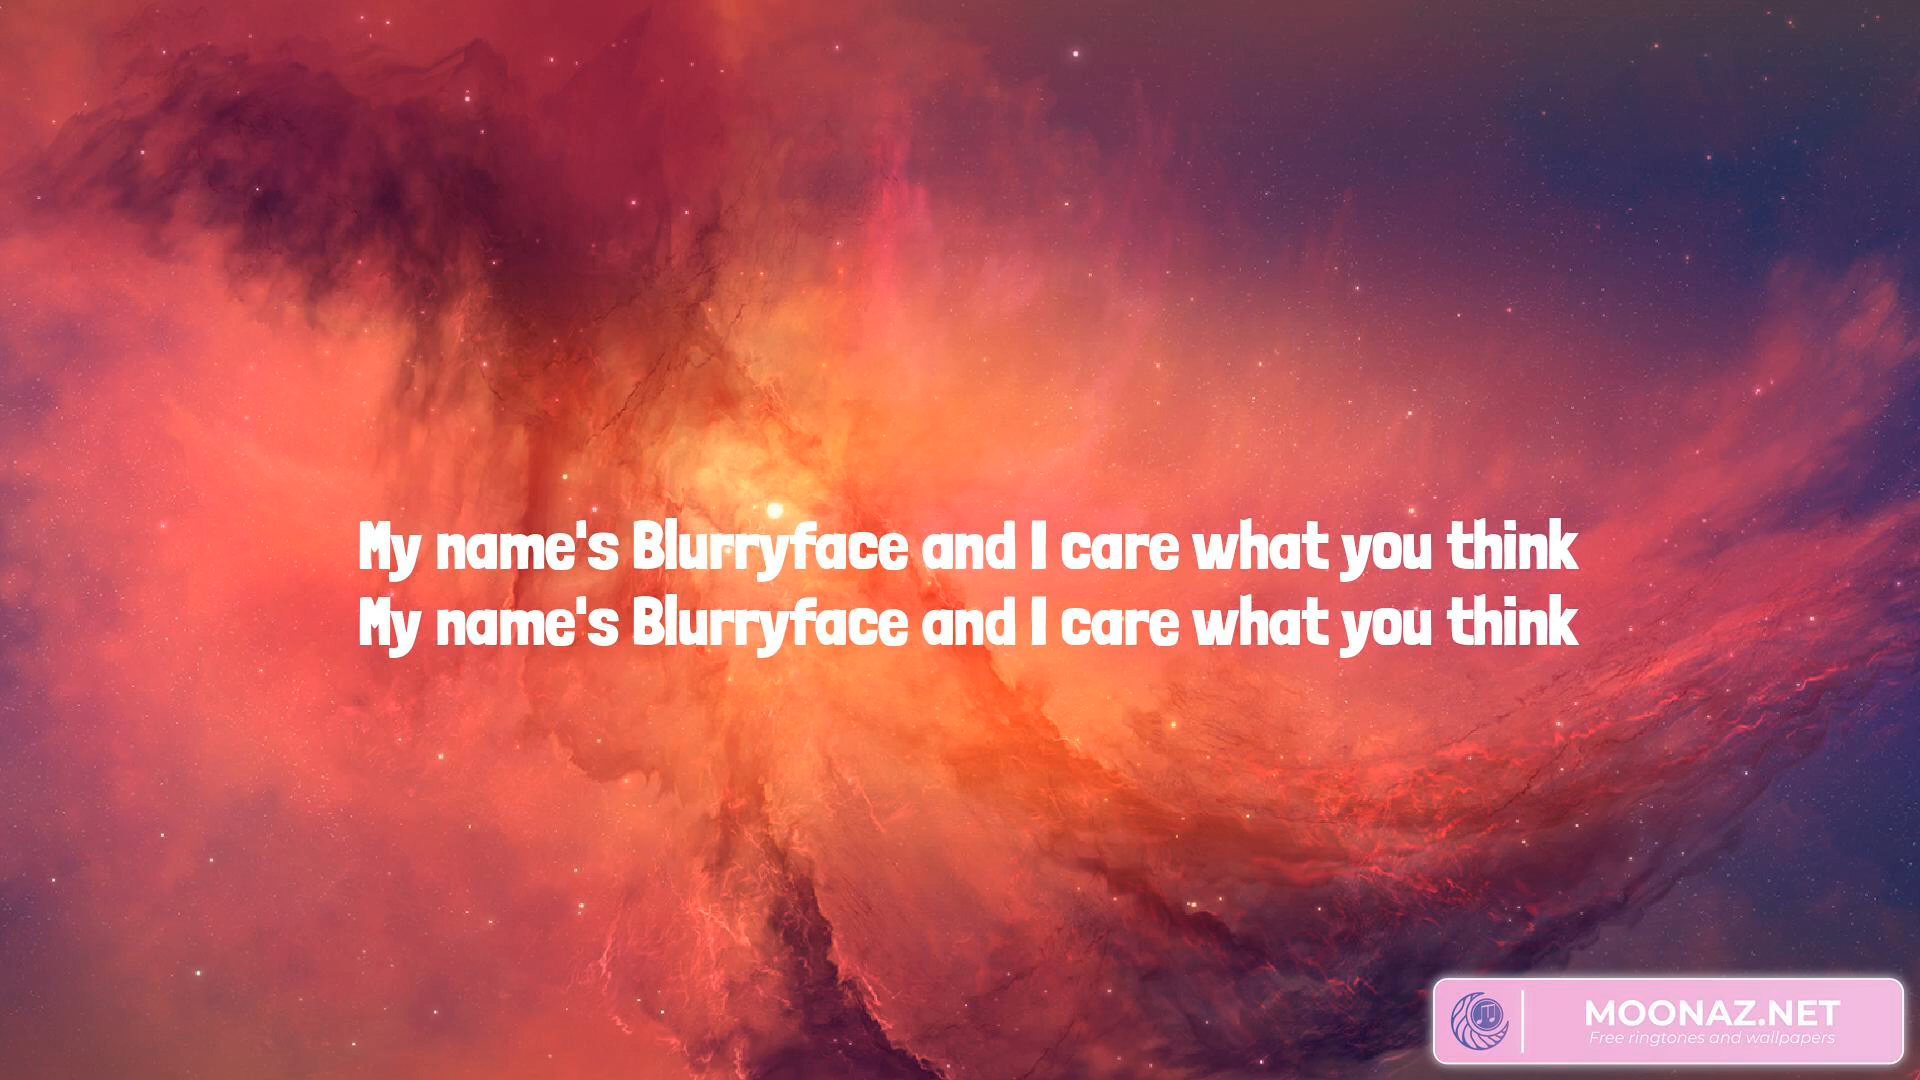 My name's Blurryface and I care what you think
My name's Blurryface and I care what you think
MOONAZ.NET
Free ringtones and wallpapers